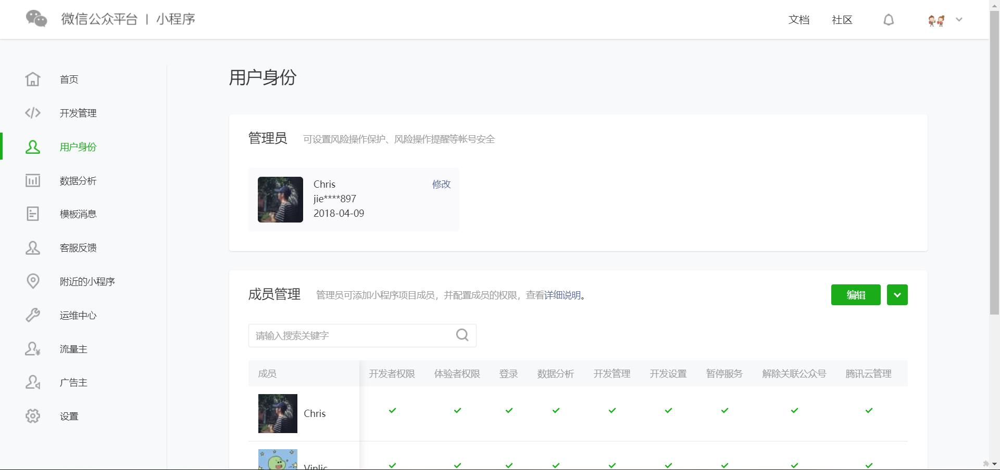 微信公众平台 | 小程序
文档 社区
首页
开发管理
用户身份
数据分析
模板消息
客服反馈
附近的小程序
运维中心
流量主
广告主
设置
用户身份
管理员 可设置风险操作保护、风险操作提醒等帐号安全
Chris 修改
jie****897
2018-04-09
成员管理 管理员可添加小程序项目成员，并配置成员的权限，查看详细说明。
编辑
请输入搜索关键字
成员 开发者权限 体验者权限 登录 数据分析 开发管理 开发设置 暂停服务 解除关联公众号 腾讯云管理
Chris